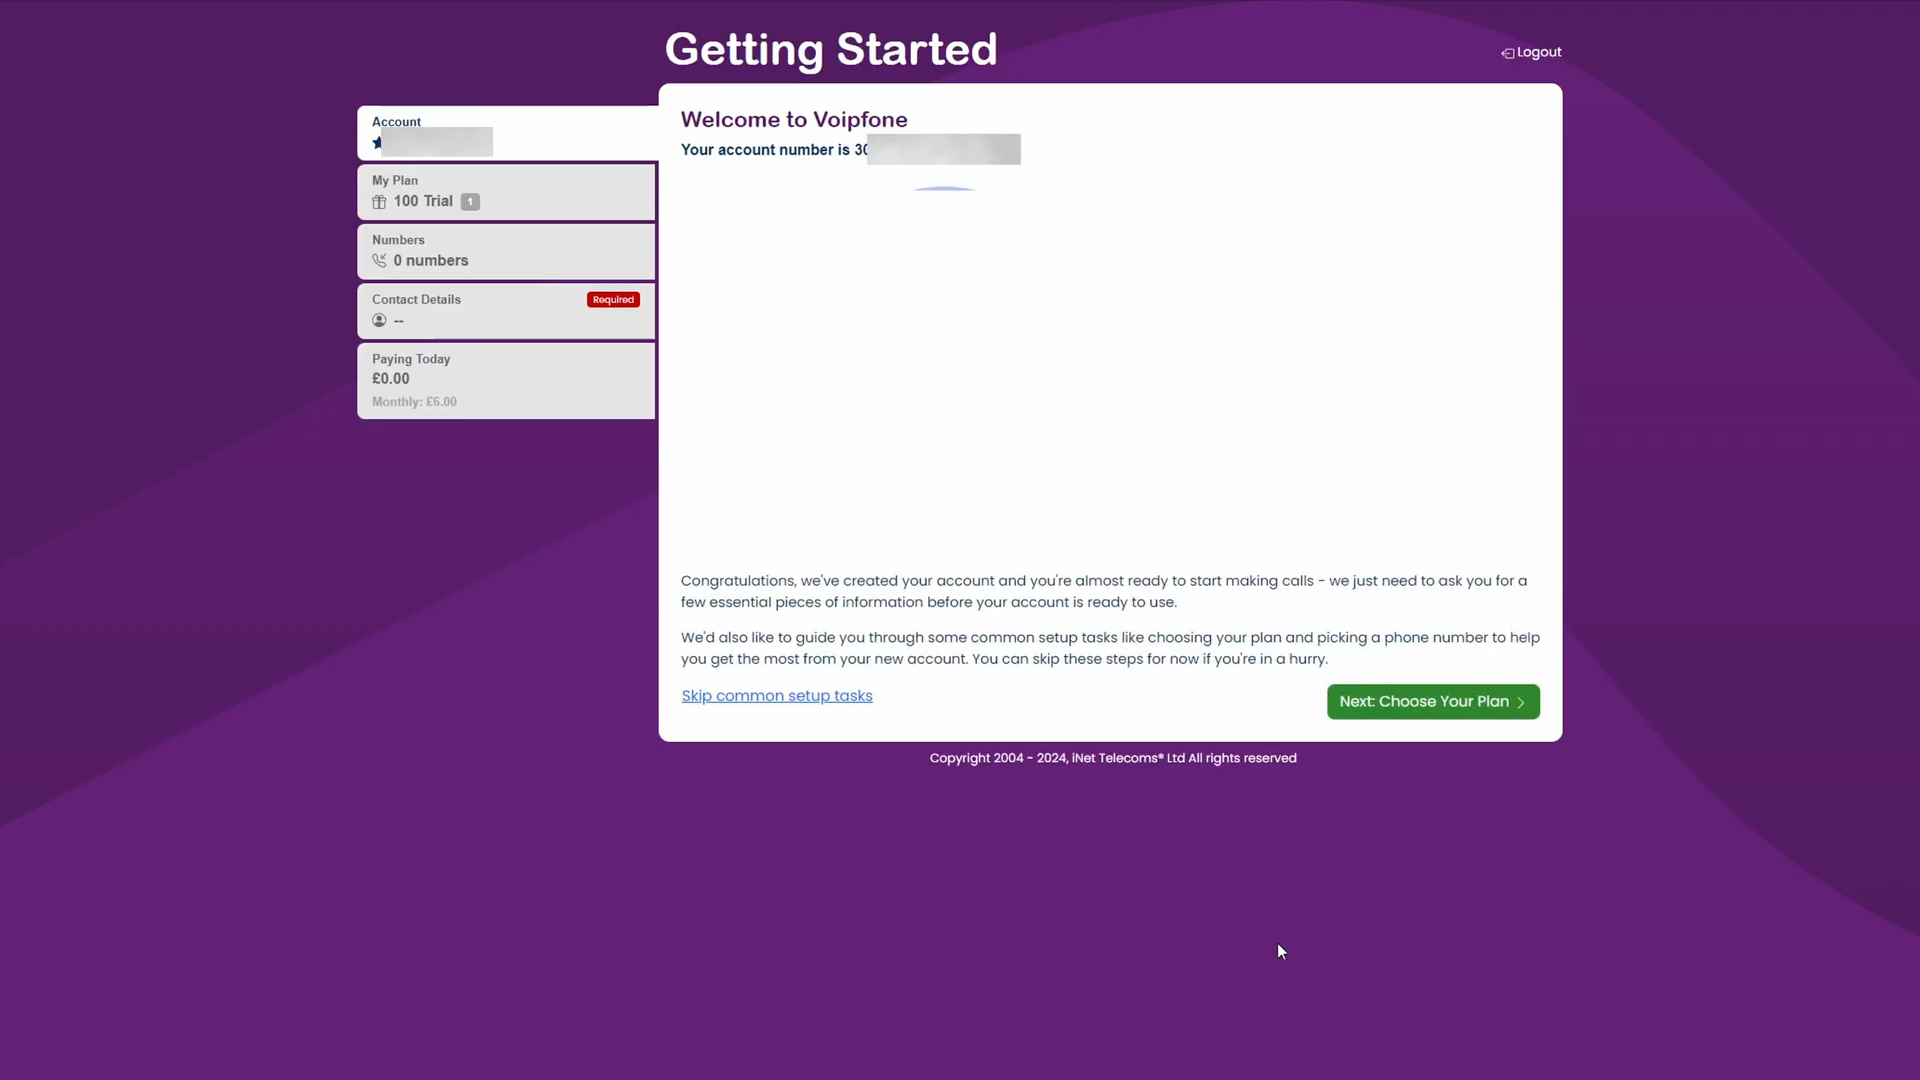 Getting Started
Logout
Account
My Plan
100 Trial 1
Numbers
0 numbers
Contact Details Required
--
Paying Today
£0.00
Monthly: £6.00
Welcome to Voipfone
Your account number is 30
Congratulations, we've created your account and you're almost ready to start making calls - we just need to ask you for a
few essential pieces of information before your account is ready to use.
We'd also like to guide you through some common setup tasks like choosing your plan and picking a phone number to help
you get the most from your new account. You can skip these steps for now if you're in a hurry.
Skip common setup tasks
Next: Choose Your Plan
Copyright 2004 - 2024, iNet Telecoms® Ltd All rights reserved